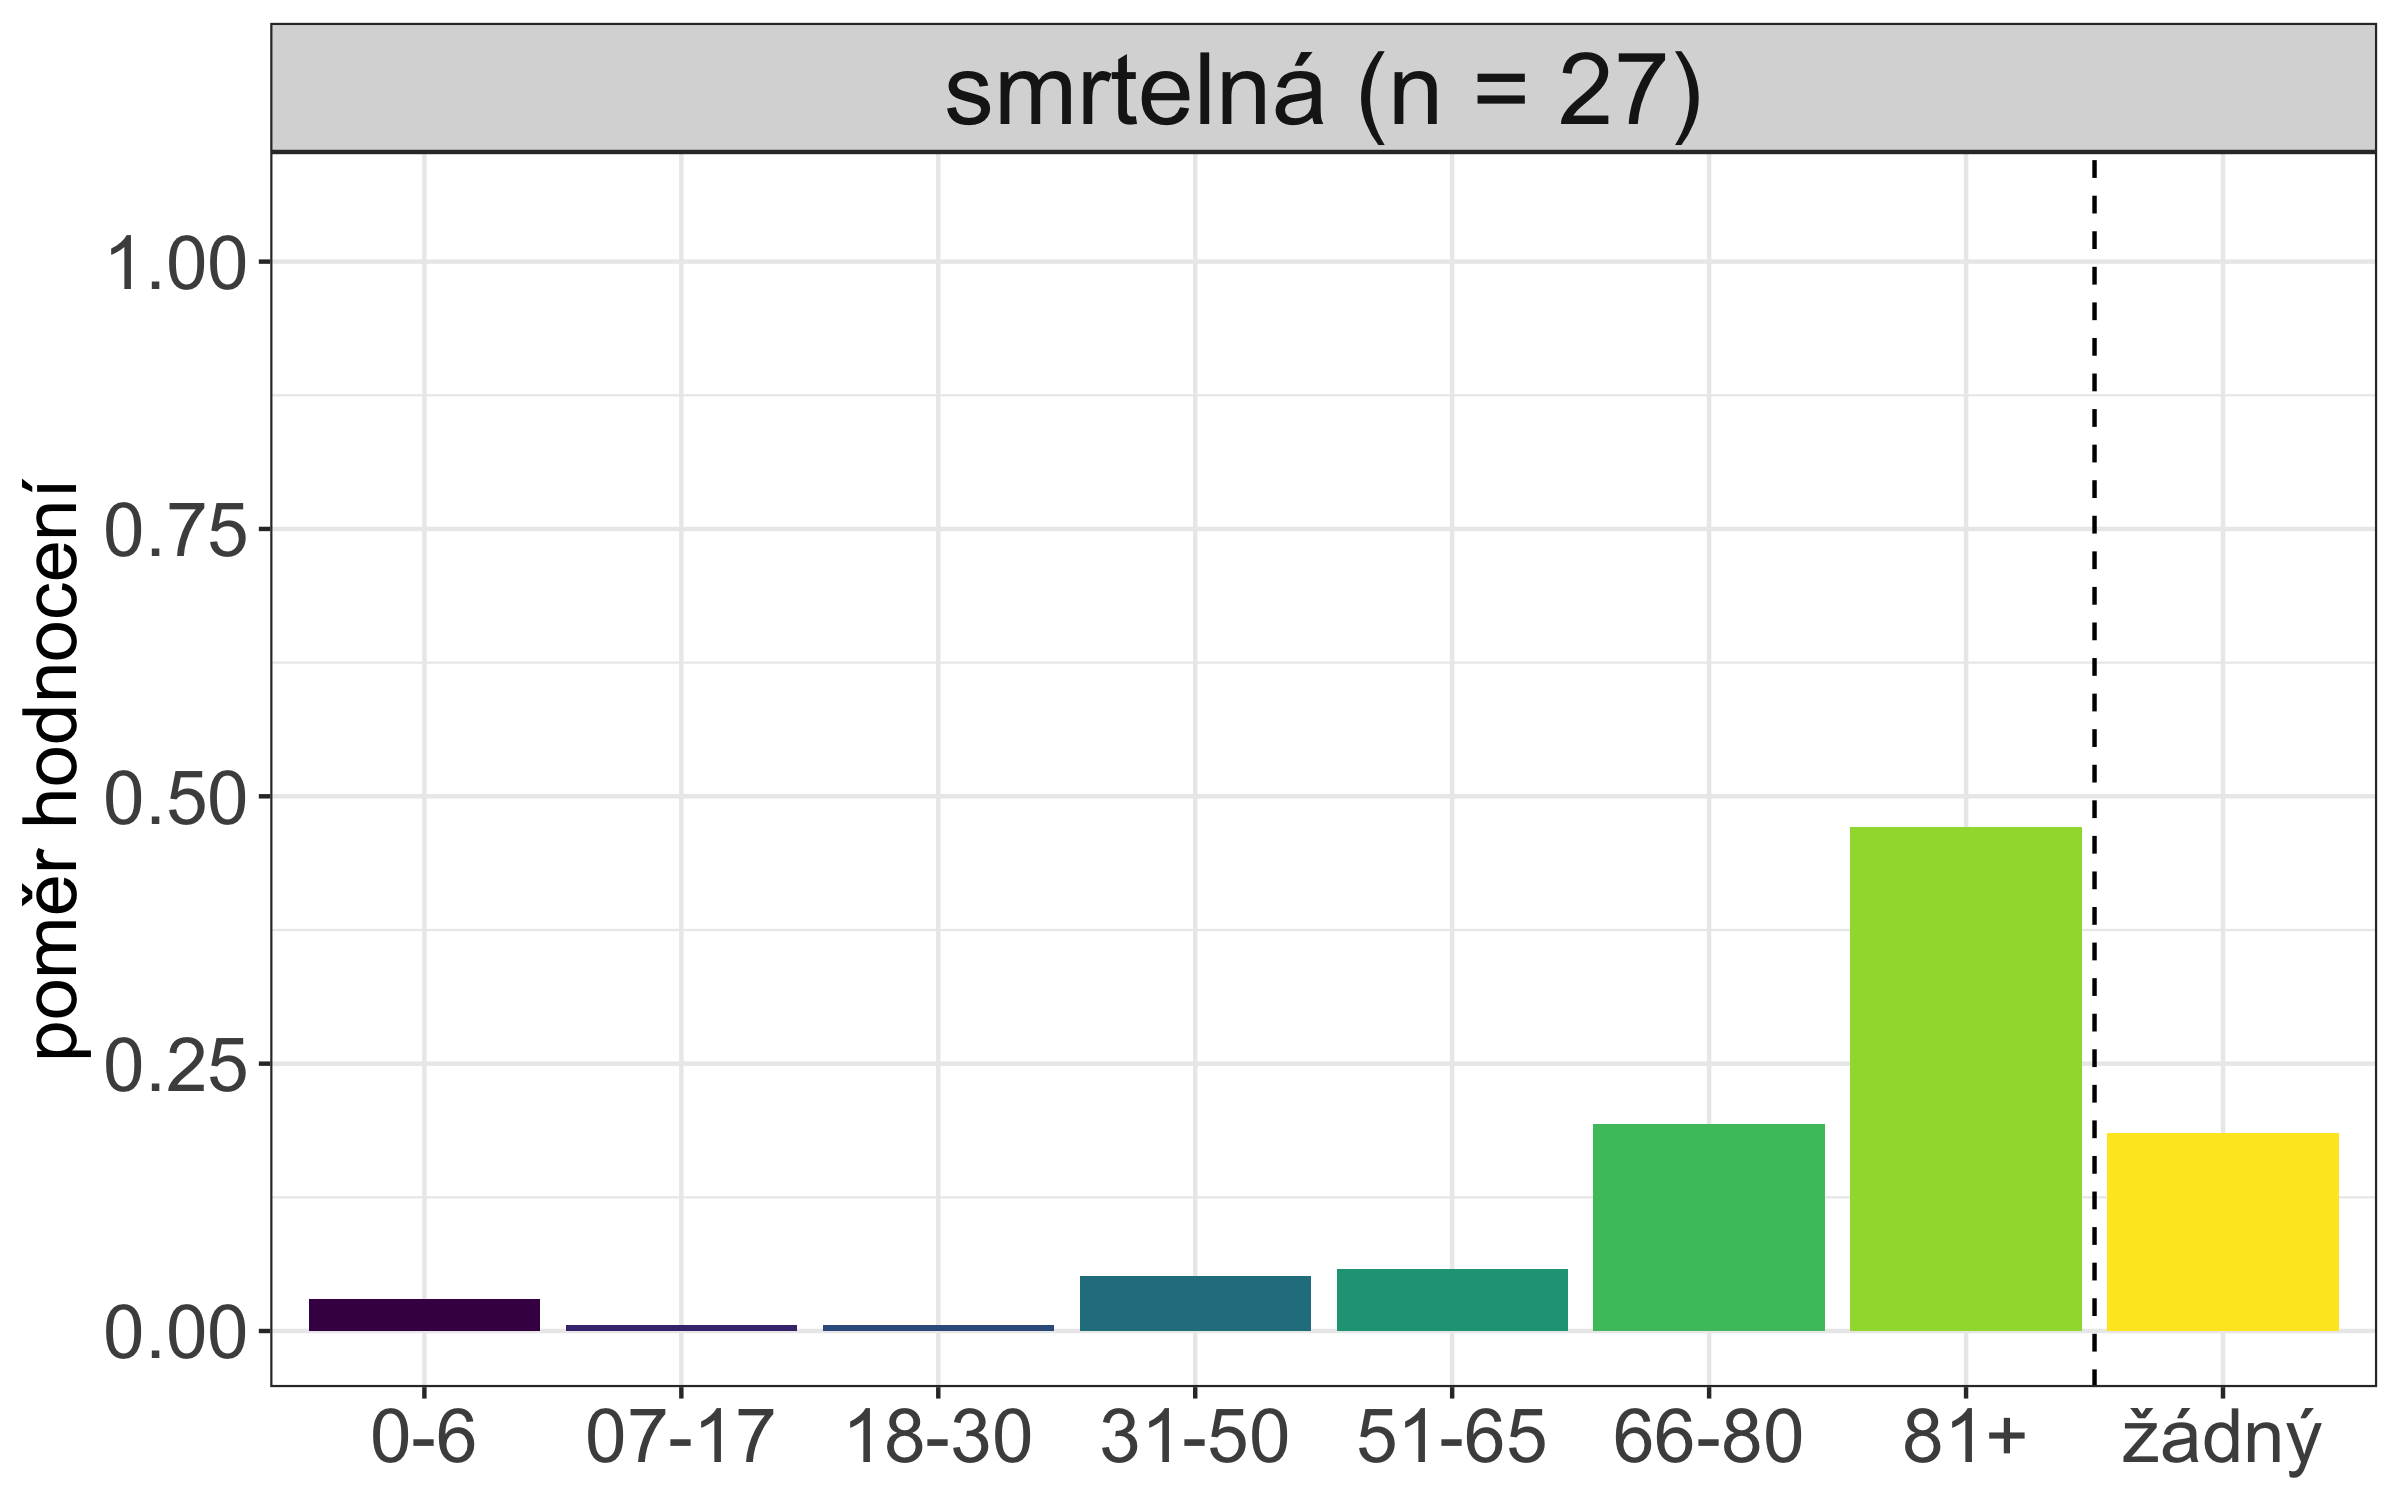 smrtelná (n = 27)
poměr hodnocení
1.00
0.75
0.50
0.25
0.00
0-6 07-17 18-30 31-50 51-65 66-80 81+ žádný